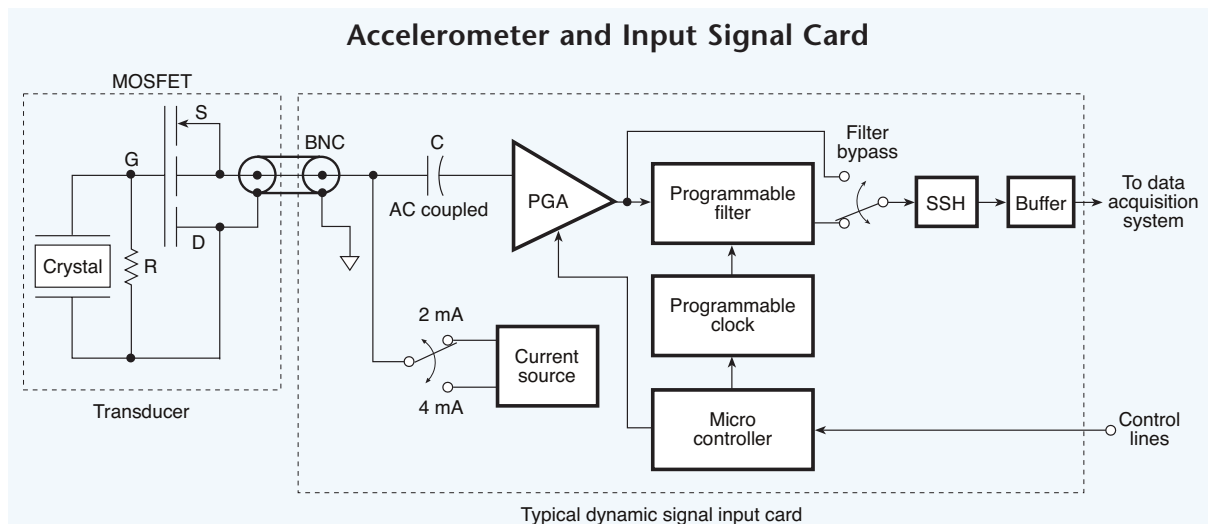 Accelerometer and Input Signal Card
MOSFET
S
G
BNC
C
AC coupled
PGA
Filter
bypass
Programmable
filter
SSH
Buffer
To data
acquisition
system
D
Crystal
R
Programmable
clock
2 mA
Current
source
4 mA
Micro
controller
Control
lines
Transducer
Typical dynamic signal input card